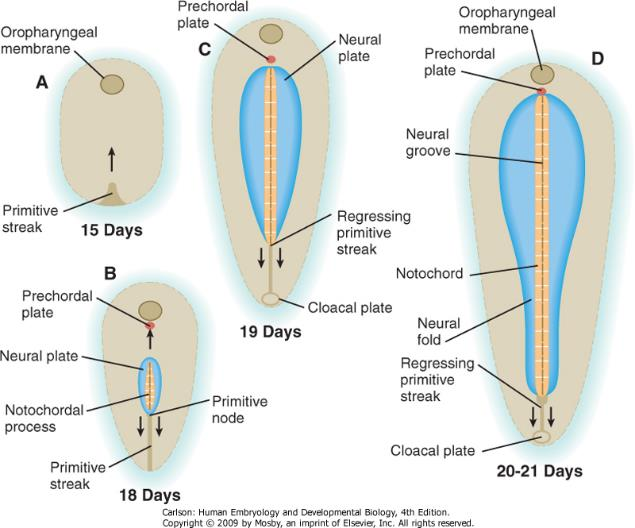 Oropharyngeal
membrane
A
Primitive
streak
15 Days
B
Prechordal
plate
Neural plate
Notochordal
process
Primitive
streak
Primitive
node
18 Days
Prechordal
plate
C
Neural
plate
Regressing
primitive
streak
Cloacal plate
19 Days
Oropharyngeal
membrane
D
Prechordal
plate
Neural
groove
Notochord
Neural
fold
Regressing
primitive
streak
Cloacal plate
20-21 Days
Carlson: Human Embryology and Developmental Biology, 4th Edition.
Copyright © 2009 by Mosby, an imprint of Elsevier, Inc. All rights reserved.